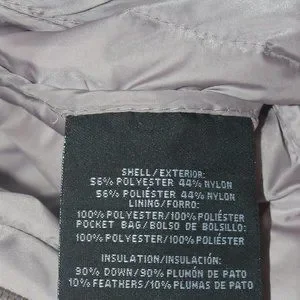 SHELL/EXTERIOR:
56% POLYESTER 44% NYLON
56% POLIÉSTER 44% NYLON
LINING/FORRO:
100% POLYESTER/100% POLIÉSTER
POCKET BAG/BOLSO DE BOLSILLO:
100% POLYESTER/100% POLIÉSTER
INSULATION/INSULACIÓN:
90% DOWN/90% PLUMÓN DE PATO
10% FEATHERS/10% PLUMAS DE PATO